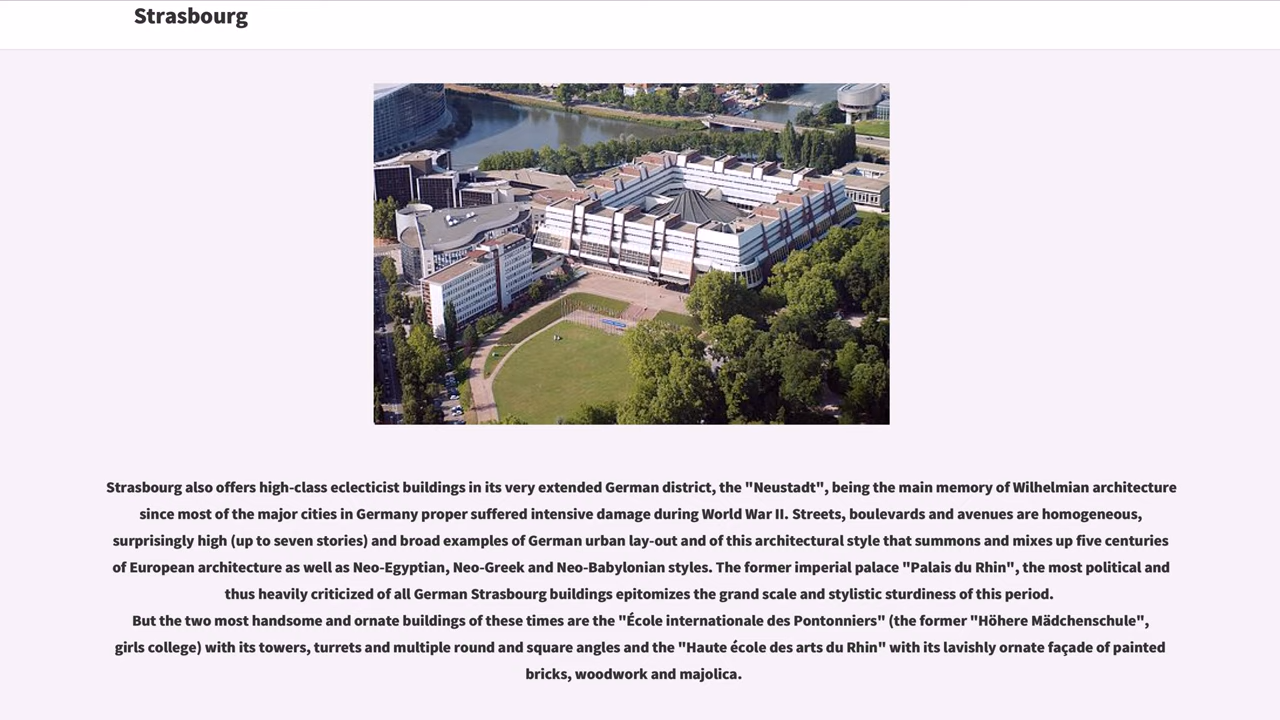 Strasbourg
Strasbourg also offers high-class eclecticist buildings in its very extended German district, the "Neustadt", being the main memory of Wilhelmian architecture
since most of the major cities in Germany proper suffered intensive damage during World War II. Streets, boulevards and avenues are homogeneous,
surprisingly high (up to seven stories) and broad examples of German urban lay-out and of this architectural style that summons and mixes up five centuries
of European architecture as well as Neo-Egyptian, Neo-Greek and Neo-Babylonian styles. The former imperial palace "Palais du Rhin", the most political and
thus heavily criticized of all German Strasbourg buildings epitomizes the grand scale and stylistic sturdiness of this period.
But the two most handsome and ornate buildings of these times are the "École internationale des Pontonniers" (the former "Höhere Mädchenschule",
girls college) with its towers, turrets and multiple round and square angles and the "Haute école des arts du Rhin" with its lavishly ornate façade of painted
bricks, woodwork and majolica.